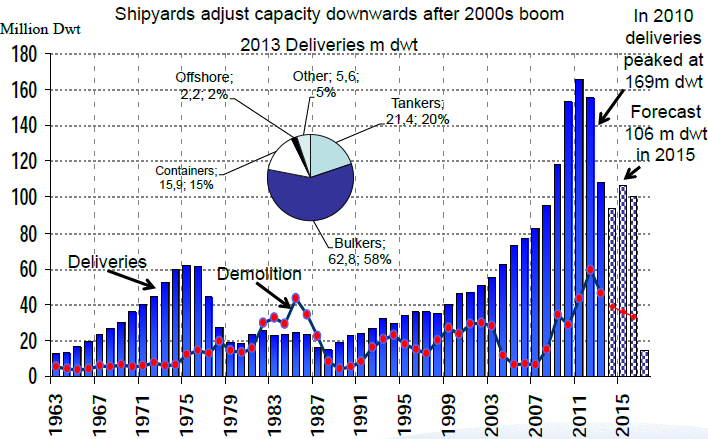 Shipyards adjust capacity downwards after 2000s boom
Million Dwt
2013 Deliveries m dwt
In 2010
deliveries
peaked at
169m dwt
Forecast
106 m dwt
in 2015
Offshore;
2,2; 2%
Other; 5,6;
5%
Tankers;
21,4; 20%
Containers;
15,9; 15%
Bulkers;
62,8; 58%
Deliveries
Demolition
180
160
140
120
100
80
60
40
20
0
1963
1967
1971
1975
1979
1983
1987
1991
1995
1999
2003
2007
2011
2015